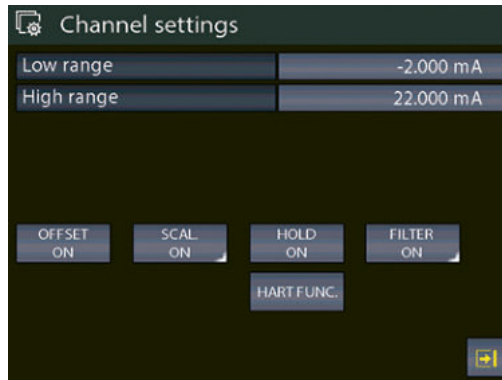 Channel settings
Low range -2.000 mA
High range 22.000 mA
OFFSET ON
SCAL. ON
HOLD ON
FILTER ON
HART FUNC.